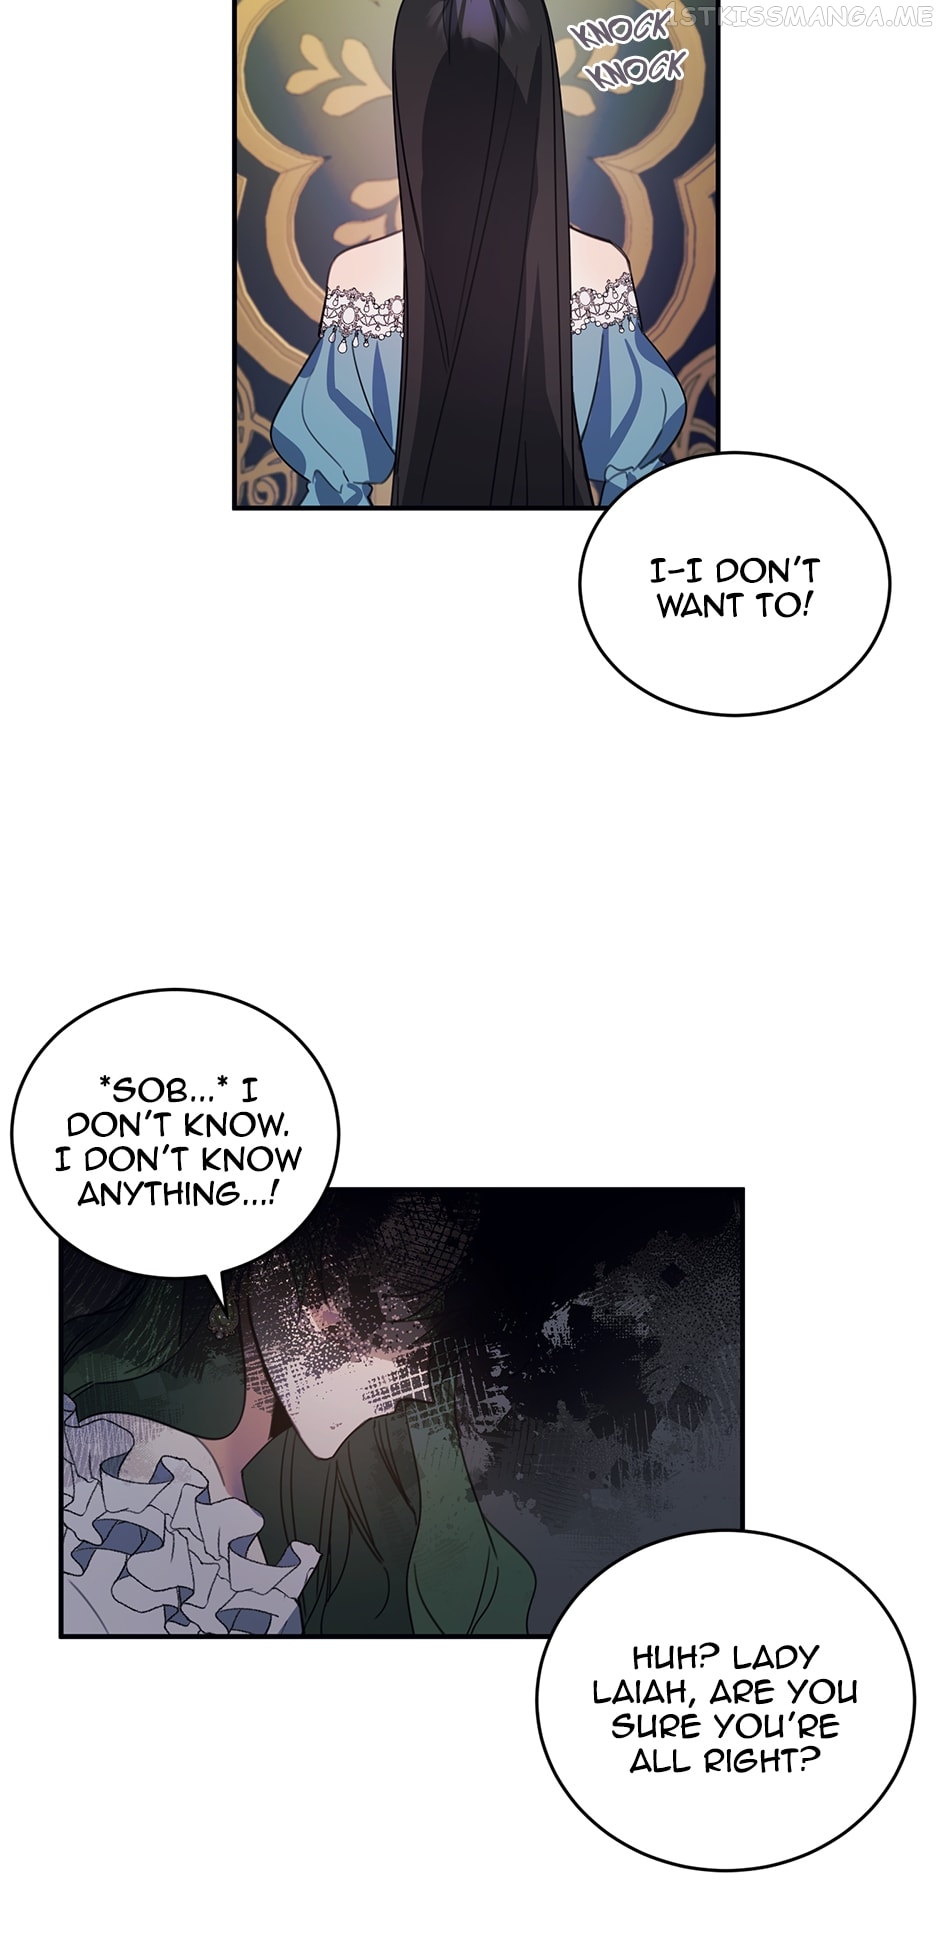 1STKISSMANGA.ME
KNOCK
KNOCK
I-I DON'T
WANT TO!
*SOB...* I
DON'T KNOW.
I DON'T KNOW
ANYTHING...!
HUH? LADY
LAIAH, ARE YOU
SURE YOU'RE
ALL RIGHT?